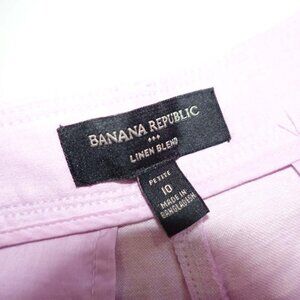 BANANA REPUBLIC
LINEN BLEND
PETITE
10
MADE IN
BANGLADESH